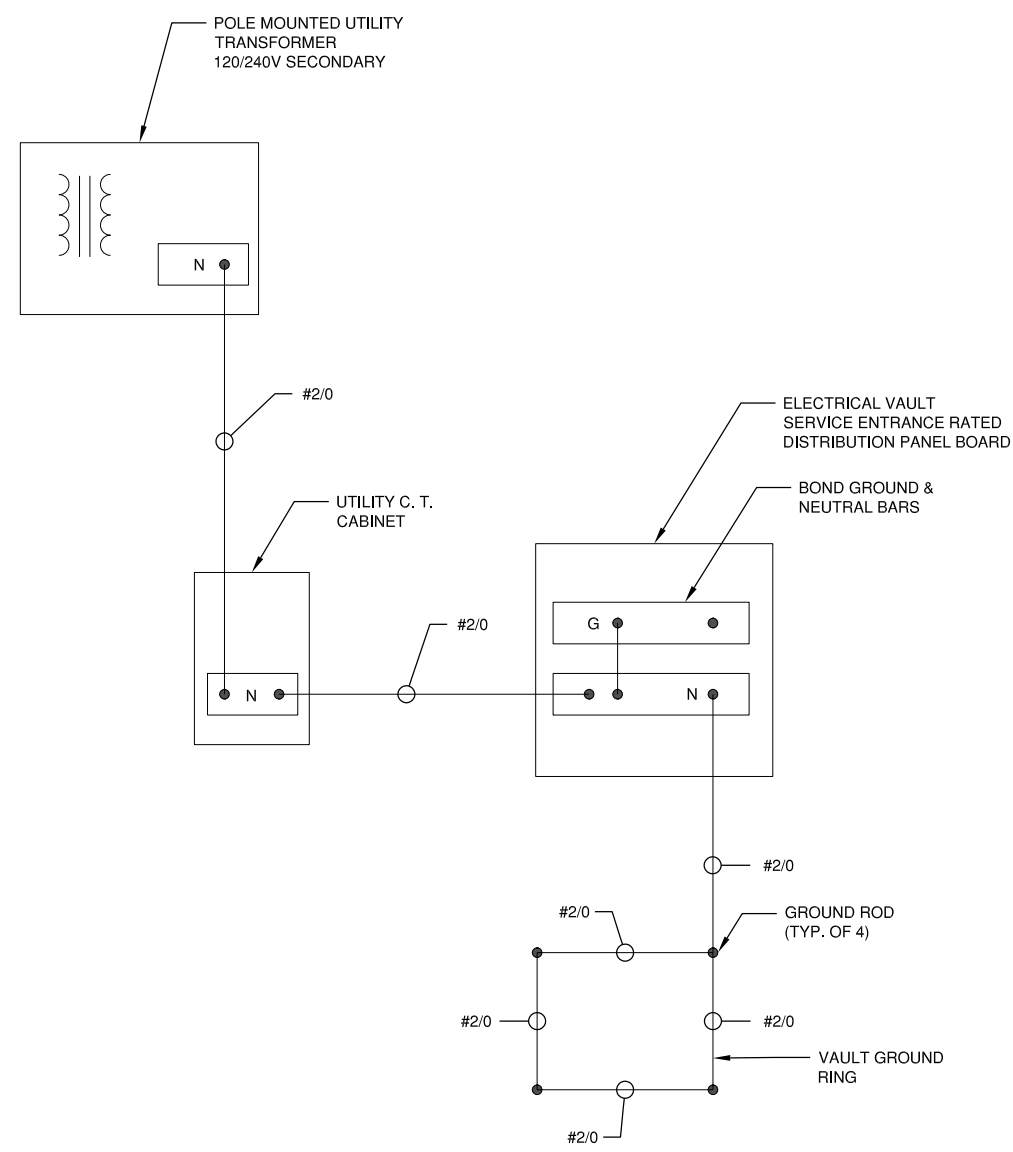 POLE MOUNTED UTILITY
TRANSFORMER
120/240V SECONDARY
N
#2/0
ELECTRICAL VAULT
SERVICE ENTRANCE RATED
DISTRIBUTION PANEL BOARD
BOND GROUND &
NEUTRAL BARS
UTILITY C. T.
CABINET
G
#2/0
N
N
#2/0
GROUND ROD
(TYP. OF 4)
#2/0
#2/0
#2/0
VAULT GROUND
RING
#2/0